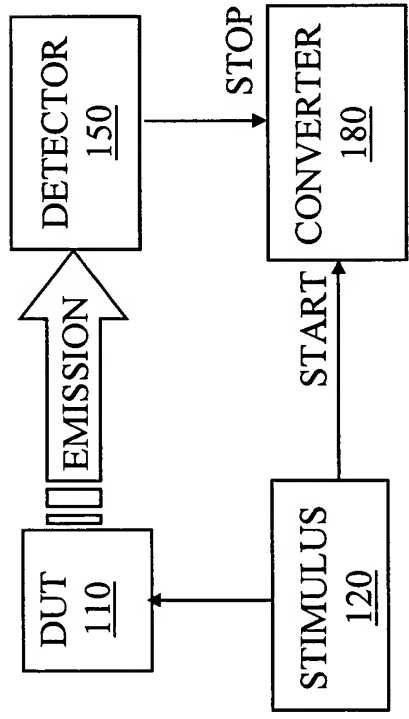 DUT
110
EMISSION
DETECTOR
150
STOP
STIMULUS
120
START
CONVERTER
180